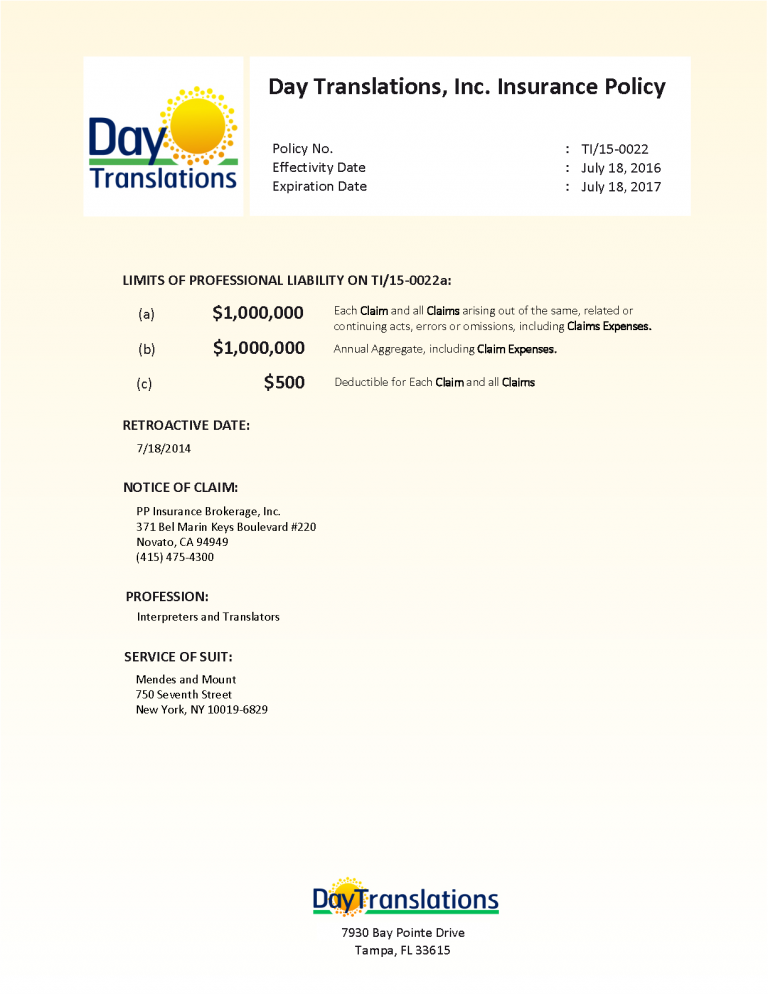 Day Translations
Day Translations, Inc. Insurance Policy
Policy No. : TI/15-0022
Effectivity Date : July 18, 2016
Expiration Date : July 18, 2017
LIMITS OF PROFESSIONAL LIABILITY ON TI/15-0022a:
(a) $1,000,000 Each Claim and all Claims arising out of the same, related or
continuing acts, errors or omissions, including Claims Expenses.
(b) $1,000,000 Annual Aggregate, including Claim Expenses.
(c) $500 Deductible for Each Claim and all Claims
RETROACTIVE DATE:
7/18/2014
NOTICE OF CLAIM:
PP Insurance Brokerage, Inc.
371 Bel Marin Keys Boulevard #220
Novato, CA 94949
(415) 475-4300
PROFESSION:
Interpreters and Translators
SERVICE OF SUIT:
Mendes and Mount
750 Seventh Street
New York, NY 10019-6829
DayTranslations
7930 Bay Pointe Drive
Tampa, FL 33615